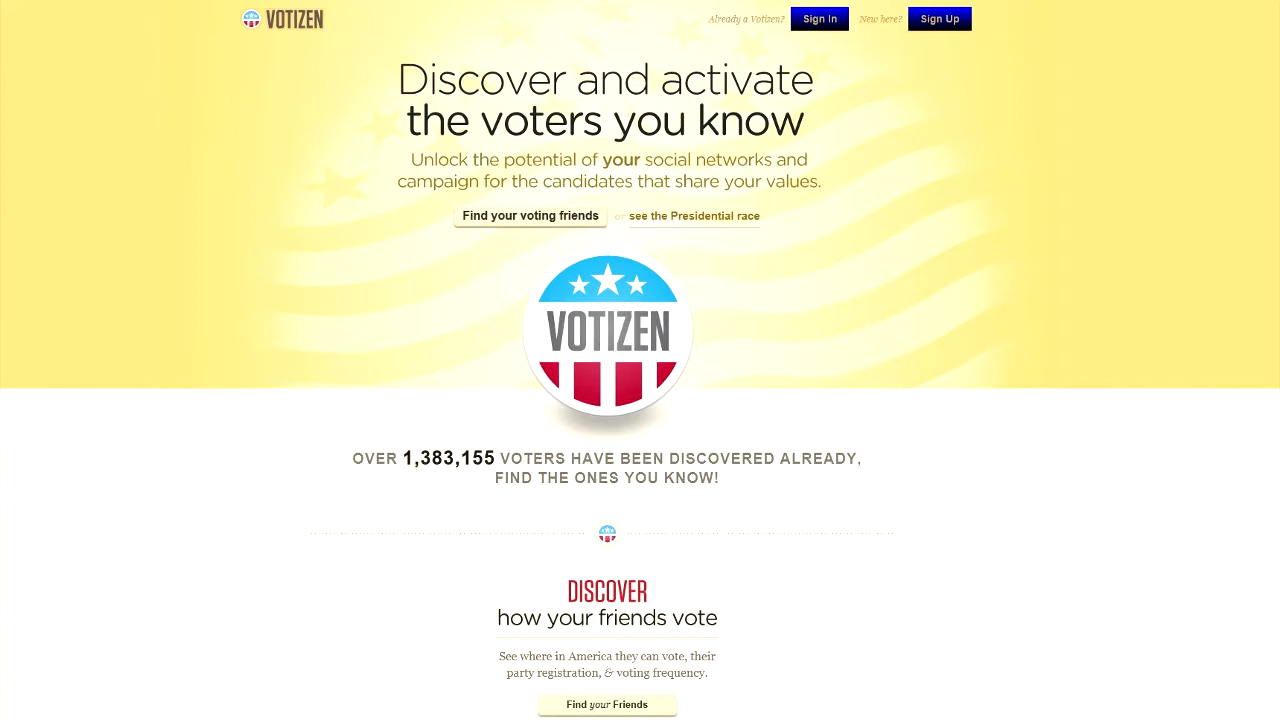 VOTIZEN
Already a Votizen? Sign In New here? Sign Up
Discover and activate
the voters you know
Unlock the potential of your social networks and
campaign for the candidates that share your values.
Find your voting friends or see the Presidential race
VOTIZEN
OVER 1,383,155 VOTERS HAVE BEEN DISCOVERED ALREADY,
FIND THE ONES YOU KNOW!
DISCOVER
how your friends vote
See where in America they can vote, their
party registration, & voting frequency.
Find your Friends